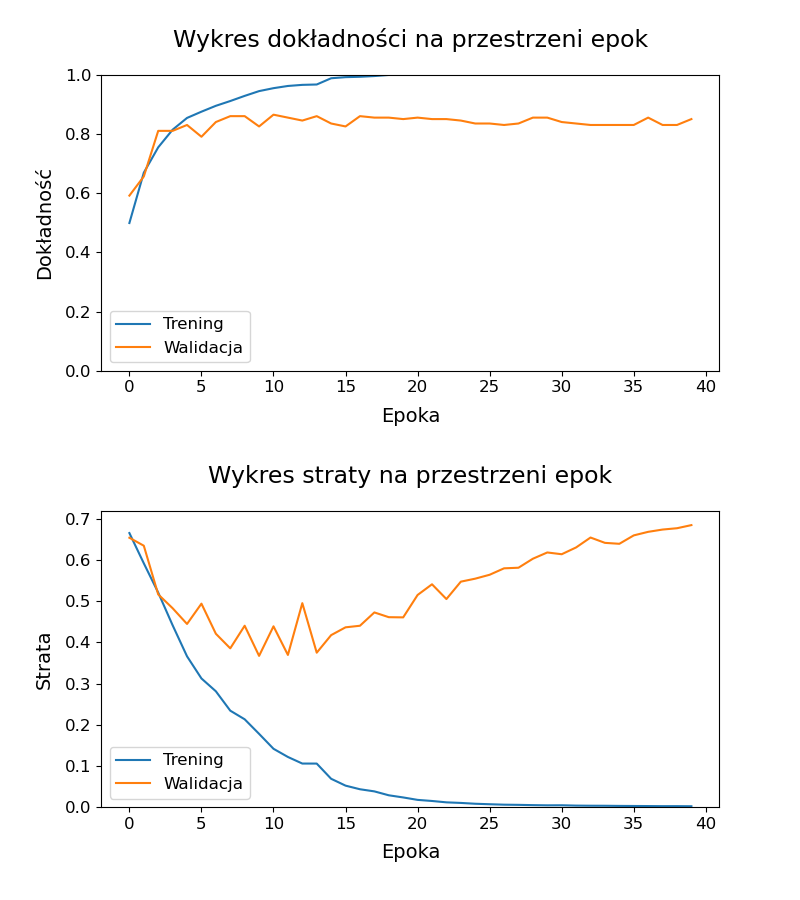 Wykres dokładności na przestrzeni epok
1.0
0.8
0.6
0.4
0.2
0.0
Dokładność
Trening
Walidacja
0 5 10 15 20 25 30 35 40
Epoka
Wykres straty na przestrzeni epok
0.7
0.6
0.5
0.4
0.3
0.2
0.1
0.0
Strata
Trening
Walidacja
0 5 10 15 20 25 30 35 40
Epoka